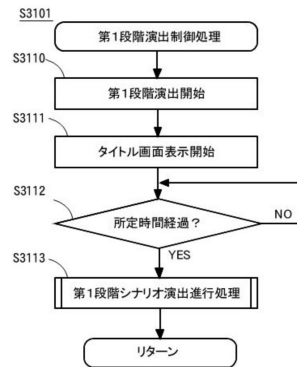 S3101
第1段階演出制御処理
S3110
第1段階演出開始
S3111
タイトル画面表示開始
S3112
所定時間経過?
NO
YES
S3113
第1段階シナリオ演出進行処理
リターン